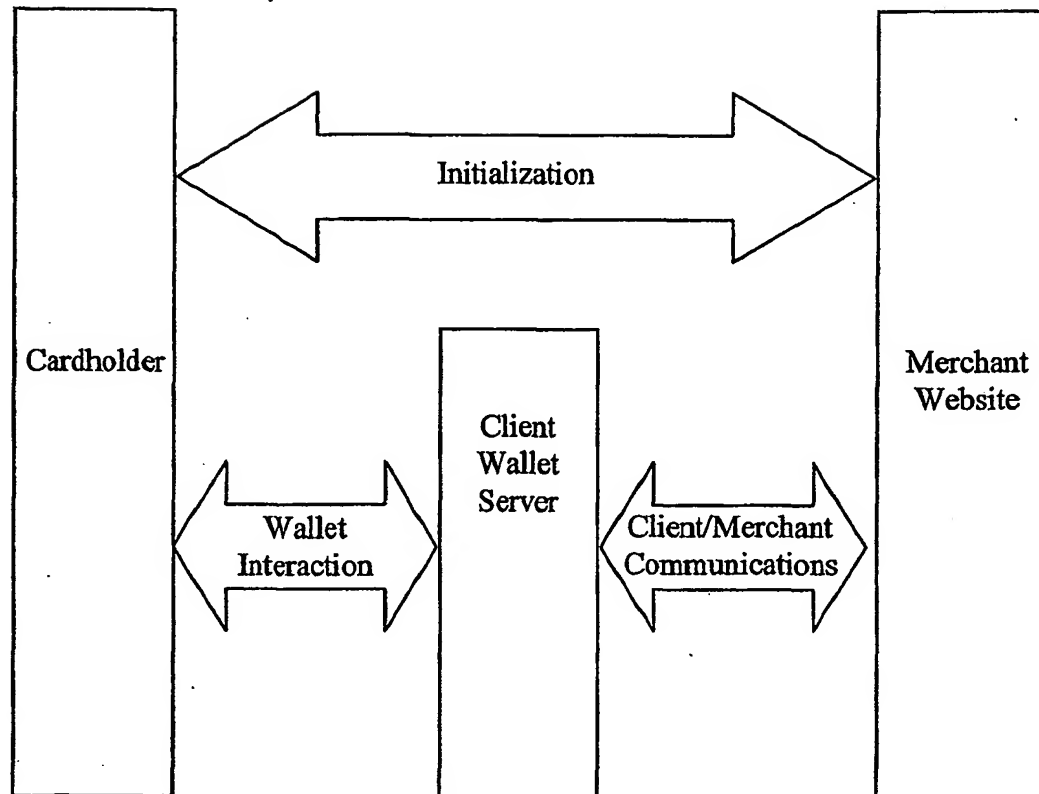 Initialization
Cardholder
Merchant
Website
Client
Wallet
Server
Wallet
Interaction
Client/Merchant
Communications